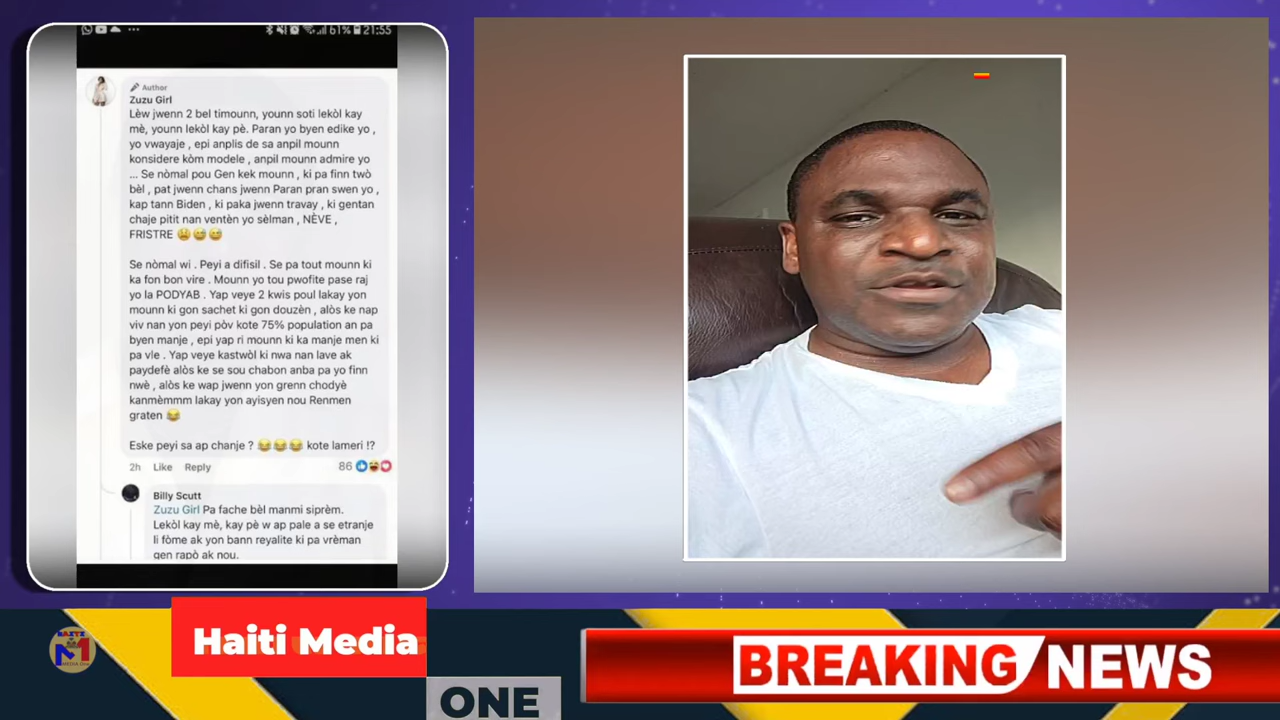 61% 21:55
Author
Zuzu Girl
Lèw jwenn 2 bel timounn, younn soti lekòl kay
mè, younn lekòl kay pè. Paran yo byen edike yo ,
yo vwayaje , epi anplis de sa anpil mounn
konsidere kòm modele , anpil mounn admire yo
... Se nòmal pou Gen kek mounn , ki pa finn twò
bèl , pat jwenn chans jwenn Paran pran swen yo ,
kap tann Biden , ki paka jwenn travay , ki gentan
chaje pitit nan ventèn yo sèlman , NÈVE ,
FRISTRE 😩😅😅
Se nòmal wi . Peyi a difisil . Se pa tout mounn ki
ka fon bon vire . Mounn yo tou pwofite pase raj
yo la PODYAB . Yap veye 2 kwis poul lakay yon
mounn ki gon sachet ki gon douzèn , alòs ke nap
viv nan yon peyi pòv kote 75% population an pa
byen manje , epi yap ri mounn ki ka manje men ki
pa vle . Yap veye kastwòl ki nwa nan lave ak
paydefè alòs ke se sou chabon anba pa yo finn
nwè , alòs ke wap jwenn yon grenn chodyè
kanmèmmm lakay yon ayisyen nou Renmen
graten 😂
Eske peyi sa ap chanje ? 😂😂😂 kote lameri !?
2h Like Reply 86
Billy Scutt
Zuzu Girl Pa fache bèl manmi siprèm.
Lekòl kay mè, kay pè w ap pale a se etranje
li fòme ak yon bann reyalite ki pa vrèman
gen rapò ak nou.
Haiti Media
ONE
BREAKING NEWS